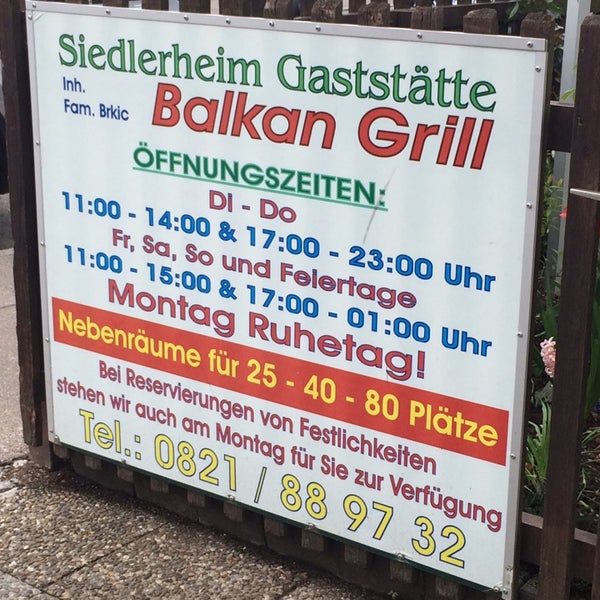 Siedlerheim Gaststätte
Inh.
Fam. Brkic
Balkan Grill
ÖFFNUNGSZEITEN:
Di - Do
11:00 - 14:00 & 17:00 - 23:00 Uhr
Fr, Sa, So und Feiertage
11:00 - 15:00 & 17:00 - 01:00 Uhr
Montag Ruhetag!
Nebenräume für 25 - 40 - 80 Plätze
Bei Reservierungen von Festlichkeiten
stehen wir auch am Montag für Sie zur Verfügung
Tel.: 0821 / 88 97 32